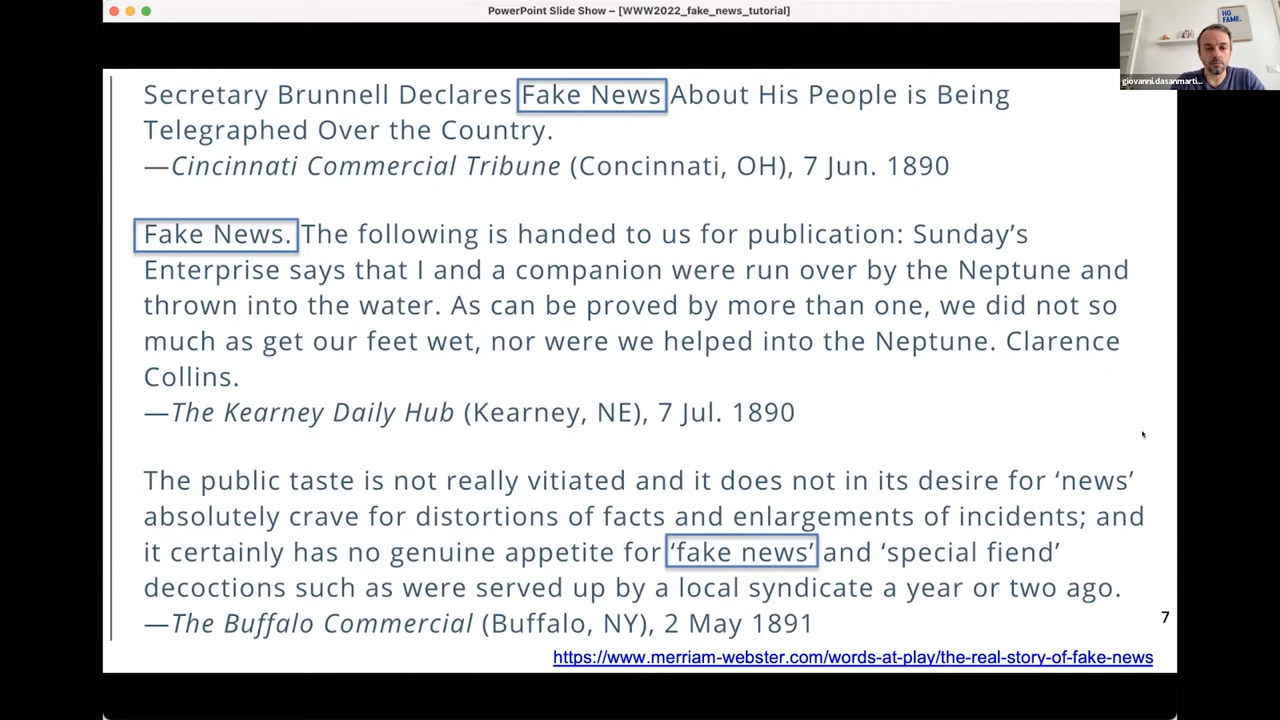 PowerPoint Slide Show – [WWW2022_fake_news_tutorial]
HO
FAME.
giovanni.dasanmarti...
Secretary Brunnell Declares Fake News About His People is Being
Telegraphed Over the Country.
—Cincinnati Commercial Tribune (Concinnati, OH), 7 Jun. 1890
Fake News. The following is handed to us for publication: Sunday’s
Enterprise says that I and a companion were run over by the Neptune and
thrown into the water. As can be proved by more than one, we did not so
much as get our feet wet, nor were we helped into the Neptune. Clarence
Collins.
—The Kearney Daily Hub (Kearney, NE), 7 Jul. 1890
The public taste is not really vitiated and it does not in its desire for ‘news’
absolutely crave for distortions of facts and enlargements of incidents; and
it certainly has no genuine appetite for ‘fake news’ and ‘special fiend’
decoctions such as were served up by a local syndicate a year or two ago.
—The Buffalo Commercial (Buffalo, NY), 2 May 1891
7
https://www.merriam-webster.com/words-at-play/the-real-story-of-fake-news